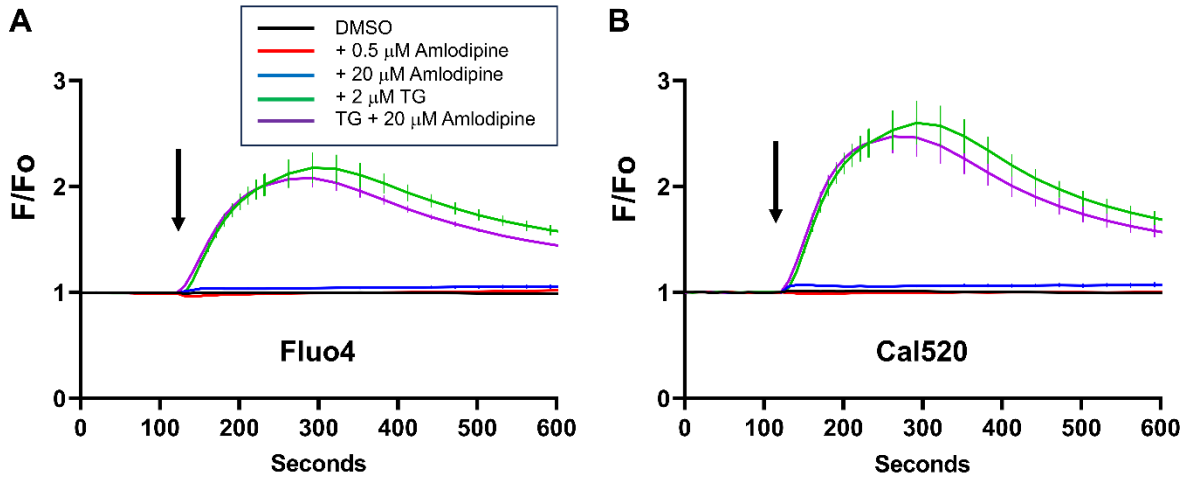 A
DMSO
+ 0.5 μM Amlodipine
+ 20 μM Amlodipine
+ 2 μM TG
TG + 20 μM Amlodipine
3
2
1
0
F/Fo
Fluo4
0 100 200 300 400 500 600
Seconds
B
3
2
1
0
F/Fo
Cal520
0 100 200 300 400 500 600
Seconds